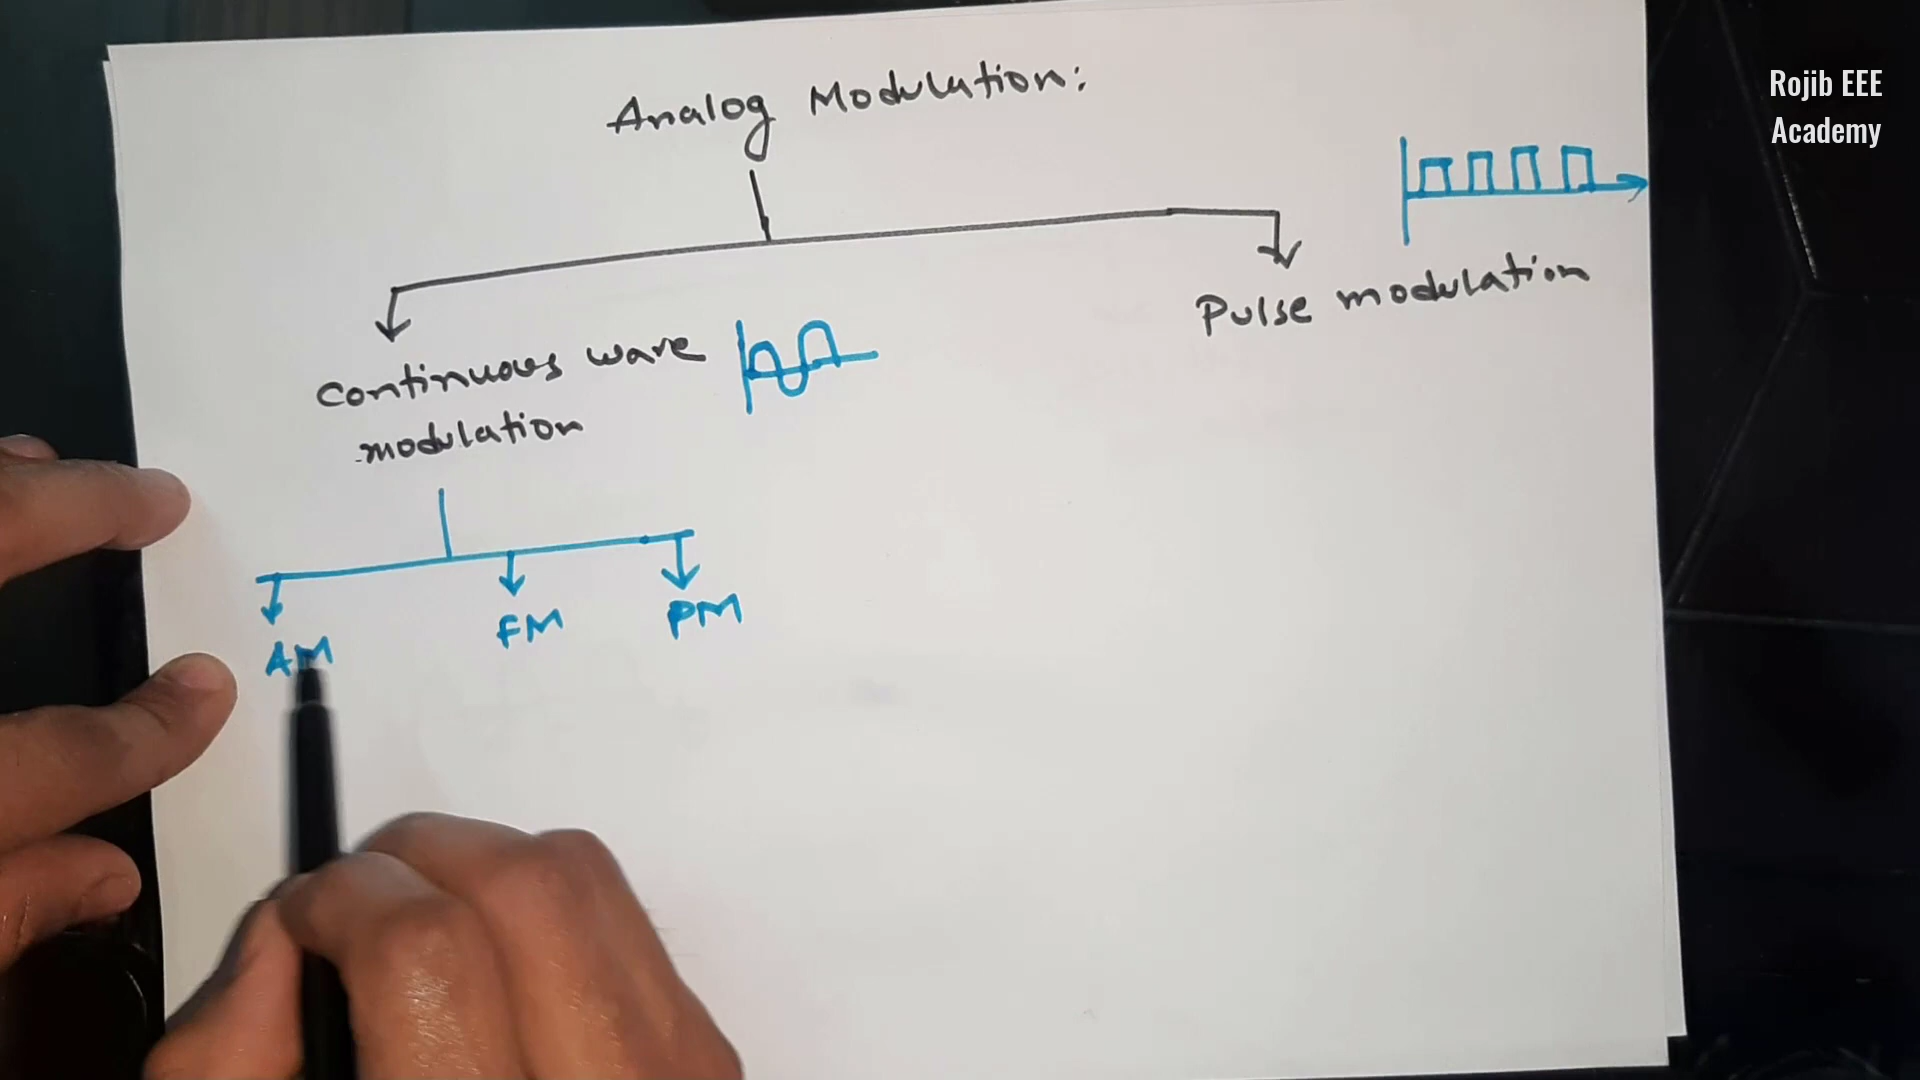 Analog Modulation:
Rojib EEE
Academy
Continuous wave
modulation
Pulse modulation
AM
FM
PM